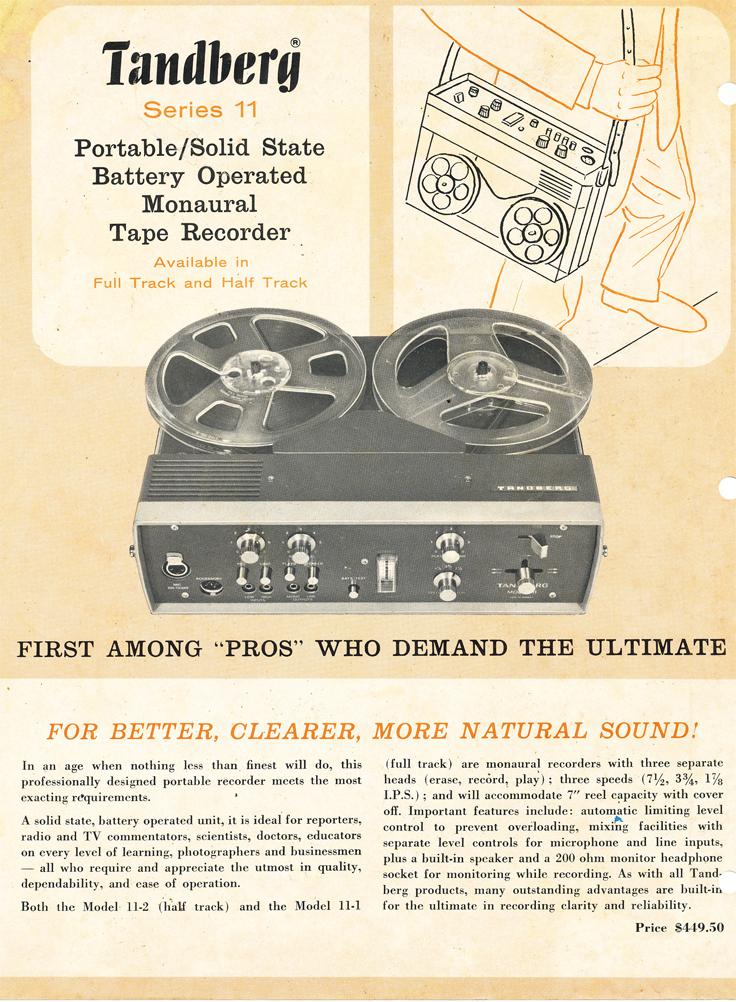 Tandberg®
Series 11
Portable/Solid State
Battery Operated
Monaural
Tape Recorder
Available in
Full Track and Half Track
TANDBERG
STOP
FIRST AMONG “PROS” WHO DEMAND THE ULTIMATE
FOR BETTER, CLEARER, MORE NATURAL SOUND!
In an age when nothing less than finest will do, this
professionally designed portable recorder meets the most
exacting requirements.
A solid state, battery operated unit, it is ideal for reporters,
radio and TV commentators, scientists, doctors, educators
on every level of learning, photographers and businessmen
— all who require and appreciate the utmost in quality,
dependability, and ease of operation.
Both the Model 11-2 (half track) and the Model 11-1
(full track) are monaural recorders with three separate
heads (erase, record, play); three speeds (7½, 3¾, 1⅞
I.P.S.); and will accommodate 7″ reel capacity with cover
off. Important features include: automatic limiting level
control to prevent overloading, mixing facilities with
separate level controls for microphone and line inputs,
plus a built-in speaker and a 200 ohm monitor headphone
socket for monitoring while recording. As with all Tand-
berg products, many outstanding advantages are built-in
for the ultimate in recording clarity and reliability.
Price $449.50